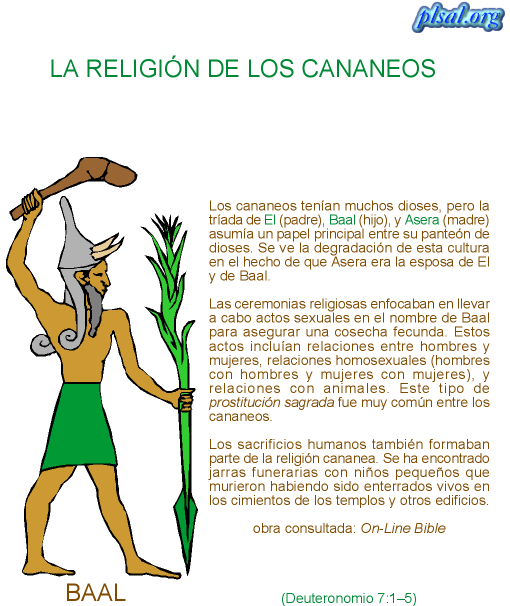 plsal.org
LA RELIGIÓN DE LOS CANANEOS
Los cananeos tenían muchos dioses, pero la
tríada de El (padre), Baal (hijo), y Asera (madre)
asumía un papel principal entre su panteón de
dioses. Se ve la degradación de esta cultura
en el hecho de que Asera era la esposa de El
y de Baal.
Las ceremonias religiosas enfocaban en llevar
a cabo actos sexuales en el nombre de Baal
para asegurar una cosecha fecunda. Estos
actos incluían relaciones entre hombres y
mujeres, relaciones homosexuales (hombres
con hombres y mujeres con mujeres), y
relaciones con animales. Este tipo de
prostitución sagrada fue muy común entre los
cananeos.
Los sacrificios humanos también formaban
parte de la religión cananea. Se ha encontrado
jarras funerarias con niños pequeños que
murieron habiendo sido enterrados vivos en
los cimientos de los templos y otros edificios.
obra consultada: On-Line Bible
BAAL
(Deuteronomio 7:1–5)